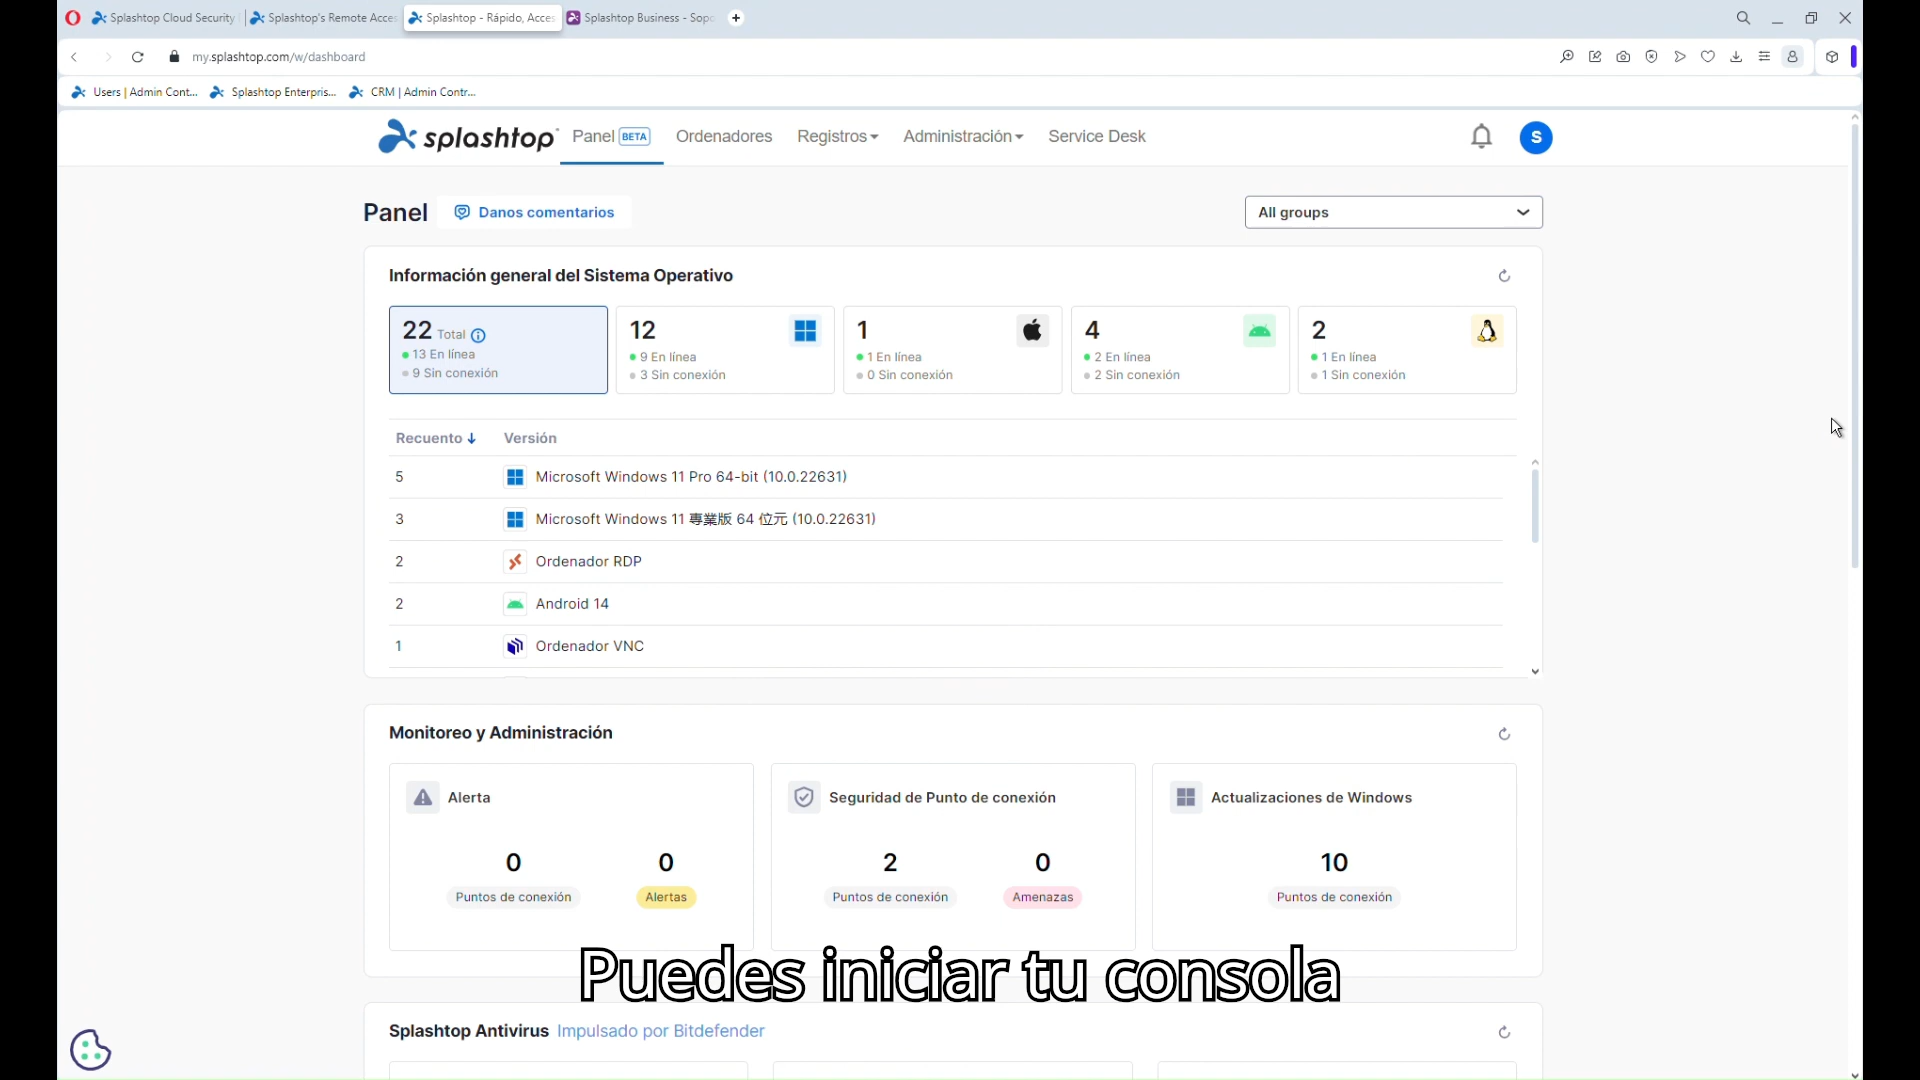 Splashtop Cloud Security
Splashtop's Remote Acce
Splashtop - Rápido, Acces
Splashtop Business - Sopo
my.splashtop.com/w/dashboard
Users | Admin Cont...
Splashtop Enterpris...
CRM | Admin Contr...
splashtop
Panel BETA
Ordenadores
Registros
Administración
Service Desk
S
Panel
Danos comentarios
All groups
Información general del Sistema Operativo
22 Total
13 En línea
9 Sin conexión
12
9 En línea
3 Sin conexión
1
1 En línea
0 Sin conexión
4
2 En línea
2 Sin conexión
2
1 En línea
1 Sin conexión
Recuento Versión
5 Microsoft Windows 11 Pro 64-bit (10.0.22631)
3 Microsoft Windows 11 專業版 64 位元 (10.0.22631)
2 Ordenador RDP
2 Android 14
1 Ordenador VNC
Monitoreo y Administración
Alerta
0 0
Puntos de conexión Alertas
Seguridad de Punto de conexión
2 0
Puntos de conexión Amenazas
Actualizaciones de Windows
10
Puntos de conexión
Puedes iniciar tu consola
Splashtop Antivirus Impulsado por Bitdefender